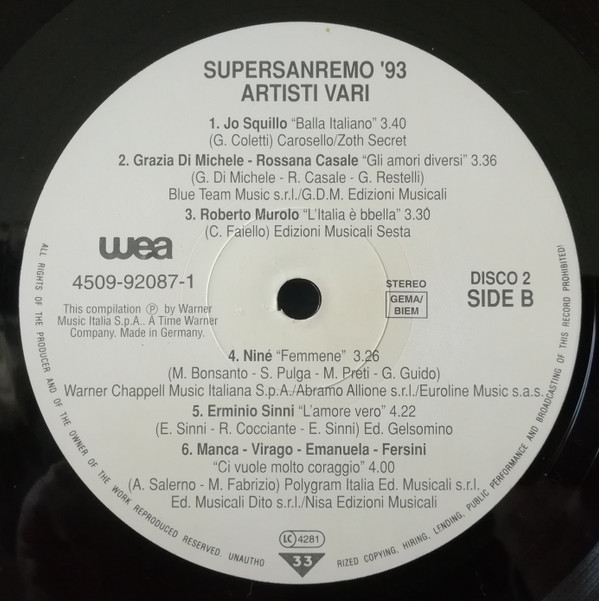 SUPERSANREMO '93
ARTISTI VARI
1. Jo Squillo "Balla Italiano" 3.40
(G. Coletti) Carosello/Zoth Secret
2. Grazia Di Michele - Rossana Casale "Gli amori diversi" 3.36
(G. Di Michele - R. Casale - G. Restelli)
Blue Team Music s.r.l./G.D.M. Edizioni Musicali
3. Roberto Murolo "L'Italia è bbella" 3.30
(C. Faiello) Edizioni Musicali Sesta
wea
4509-92087-1
This compilation Ⓟ by Warner
Music Italia S.p.A.. A Time Warner
Company. Made in Germany.
STEREO
GEMA/
BIEM
DISCO 2
SIDE B
4. Niné "Femmene" 3.26
(M. Bonsanto - S. Pulga - M. Preti - G. Guido)
Warner Chappell Music Italiana S.p.A./Abramo Allione s.r.l./Euroline Music s.a.s.
5. Erminio Sinni "L'amore vero" 4.22
(E. Sinni - R. Cocciante - E. Sinni) Ed. Gelsomino
6. Manca - Virago - Emanuela - Fersini
"Ci vuole molto coraggio" 4.00
(A. Salerno - M. Fabrizio) Polygram Italia Ed. Musicali s.r.l.
Ed. Musicali Dito s.r.l./Nisa Edizioni Musicali
LC 4281
33
ALL RIGHTS OF THE PRODUCER AND OF THE OWNER OF THE WORK REPRODUCED RESERVED. UNAUTHO RIZED COPYING, HIRING, LENDING, PUBLIC PERFORMANCE AND BROADCASTING OF THIS RECORD PROHIBITED!